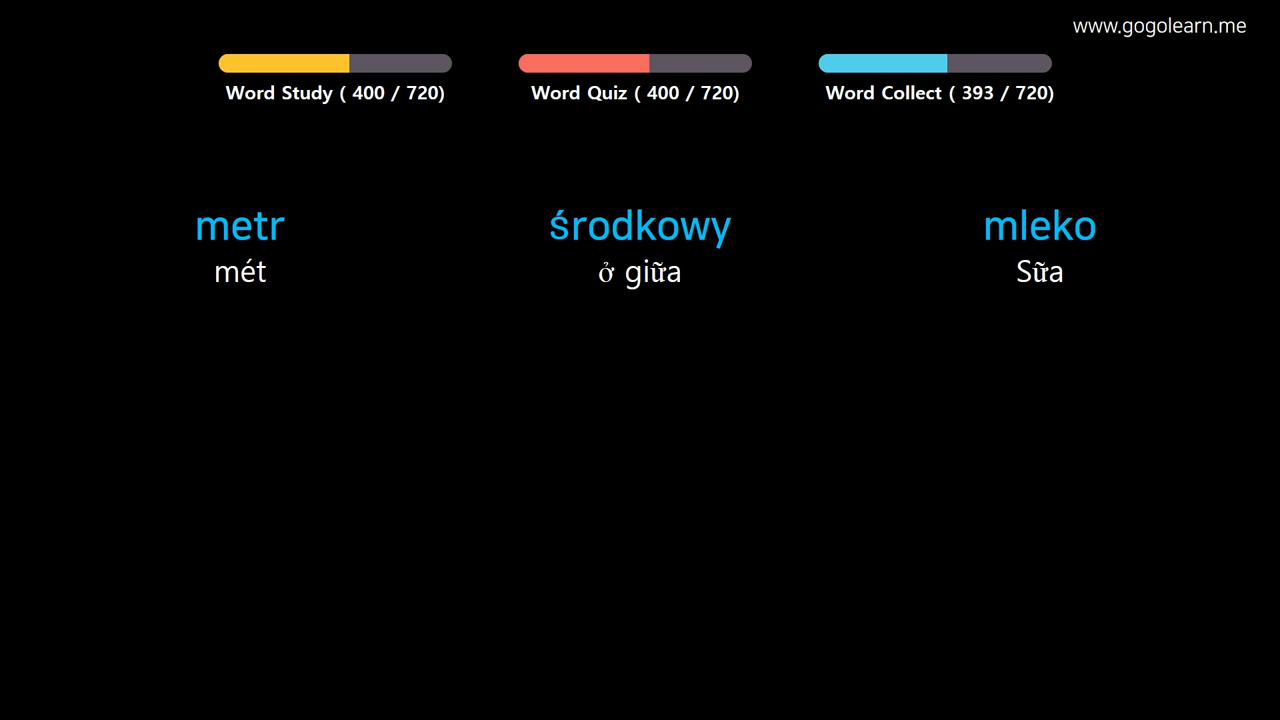 www.gogolearn.me
Word Study ( 400 / 720)
Word Quiz ( 400 / 720)
Word Collect ( 393 / 720)
metr
mét
środkowy
ở giữa
mleko
Sữa